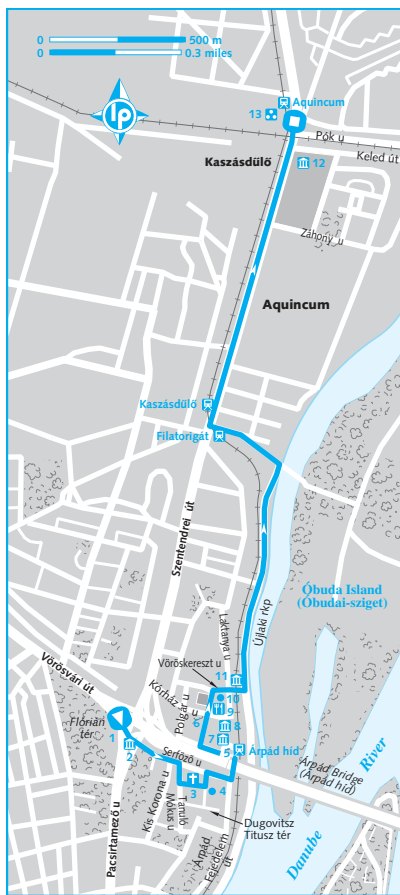 0 500 m
0 0.3 miles
lp
Aquincum
13
Pók u
Keled út
Kaszásdűlő
12
Záhony u
Aquincum
Kaszásdűlő
Filatorigát
Szentendrei út
Óbuda Island
(Óbudai-sziget)
Újlaki rkp
Laktanya u
Vörösvári út
Vöröskereszt u
11
Kórház u
Polgár u
10
9
Flórián
tér
6
8
1
7
2
5
Árpád híd
Serfőző u
Árpád Bridge
(Árpád híd)
River
3
4
Kis Korona u
Tanuló
Mókus u
Dugovitsz
Titusz tér
Pacsirtamező u
Árpád
Fejedelem
út
Danube